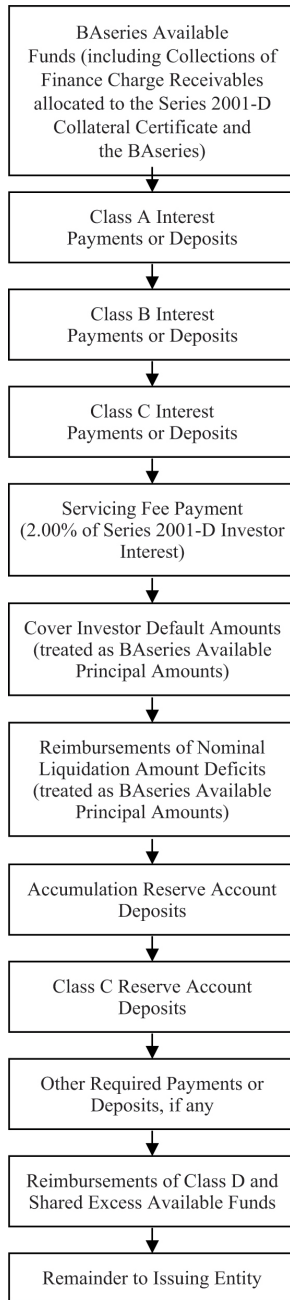 BAseries Available
Funds (including Collections of
Finance Charge Receivables
allocated to the Series 2001-D
Collateral Certificate and
the BAseries)
Class A Interest
Payments or Deposits
Class B Interest
Payments or Deposits
Class C Interest
Payments or Deposits
Servicing Fee Payment
(2.00% of Series 2001-D Investor
Interest)
Cover Investor Default Amounts
(treated as BAseries Available
Principal Amounts)
Reimbursements of Nominal
Liquidation Amount Deficits
(treated as BAseries Available
Principal Amounts)
Accumulation Reserve Account
Deposits
Class C Reserve Account
Deposits
Other Required Payments or
Deposits, if any
Reimbursements of Class D and
Shared Excess Available Funds
Remainder to Issuing Entity